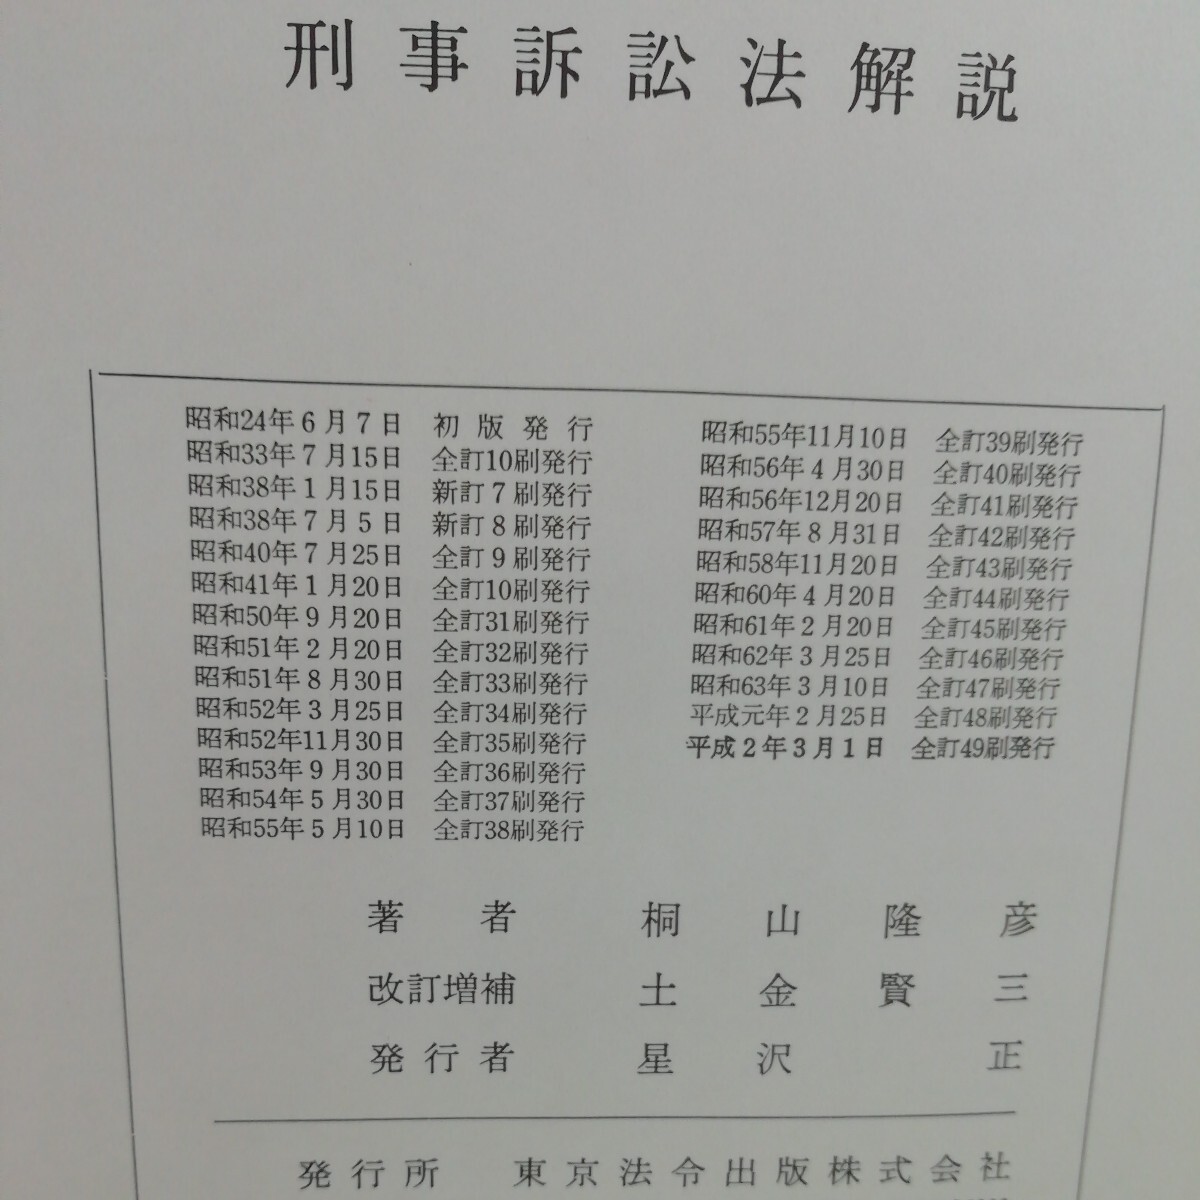 刑事訴訟法解説
昭和24年6月7日 初版発行
昭和33年7月15日 全訂10刷発行
昭和38年1月15日 新訂7刷発行
昭和38年7月5日 新訂8刷発行
昭和40年7月25日 全訂9刷発行
昭和41年1月20日 全訂10刷発行
昭和50年9月20日 全訂31刷発行
昭和51年2月20日 全訂32刷発行
昭和51年8月30日 全訂33刷発行
昭和52年3月25日 全訂34刷発行
昭和52年11月30日 全訂35刷発行
昭和53年9月30日 全訂36刷発行
昭和54年5月30日 全訂37刷発行
昭和55年5月10日 全訂38刷発行
昭和55年11月10日 全訂39刷発行
昭和56年4月30日 全訂40刷発行
昭和56年12月20日 全訂41刷発行
昭和57年8月31日 全訂42刷発行
昭和58年11月20日 全訂43刷発行
昭和60年4月20日 全訂44刷発行
昭和61年2月20日 全訂45刷発行
昭和62年3月25日 全訂46刷発行
昭和63年3月10日 全訂47刷発行
平成元年2月25日 全訂48刷発行
平成2年3月1日 全訂49刷発行
著者 桐山隆彦
改訂増補 土金賢三
発行者 星沢正
発行所 東京法令出版株式会社